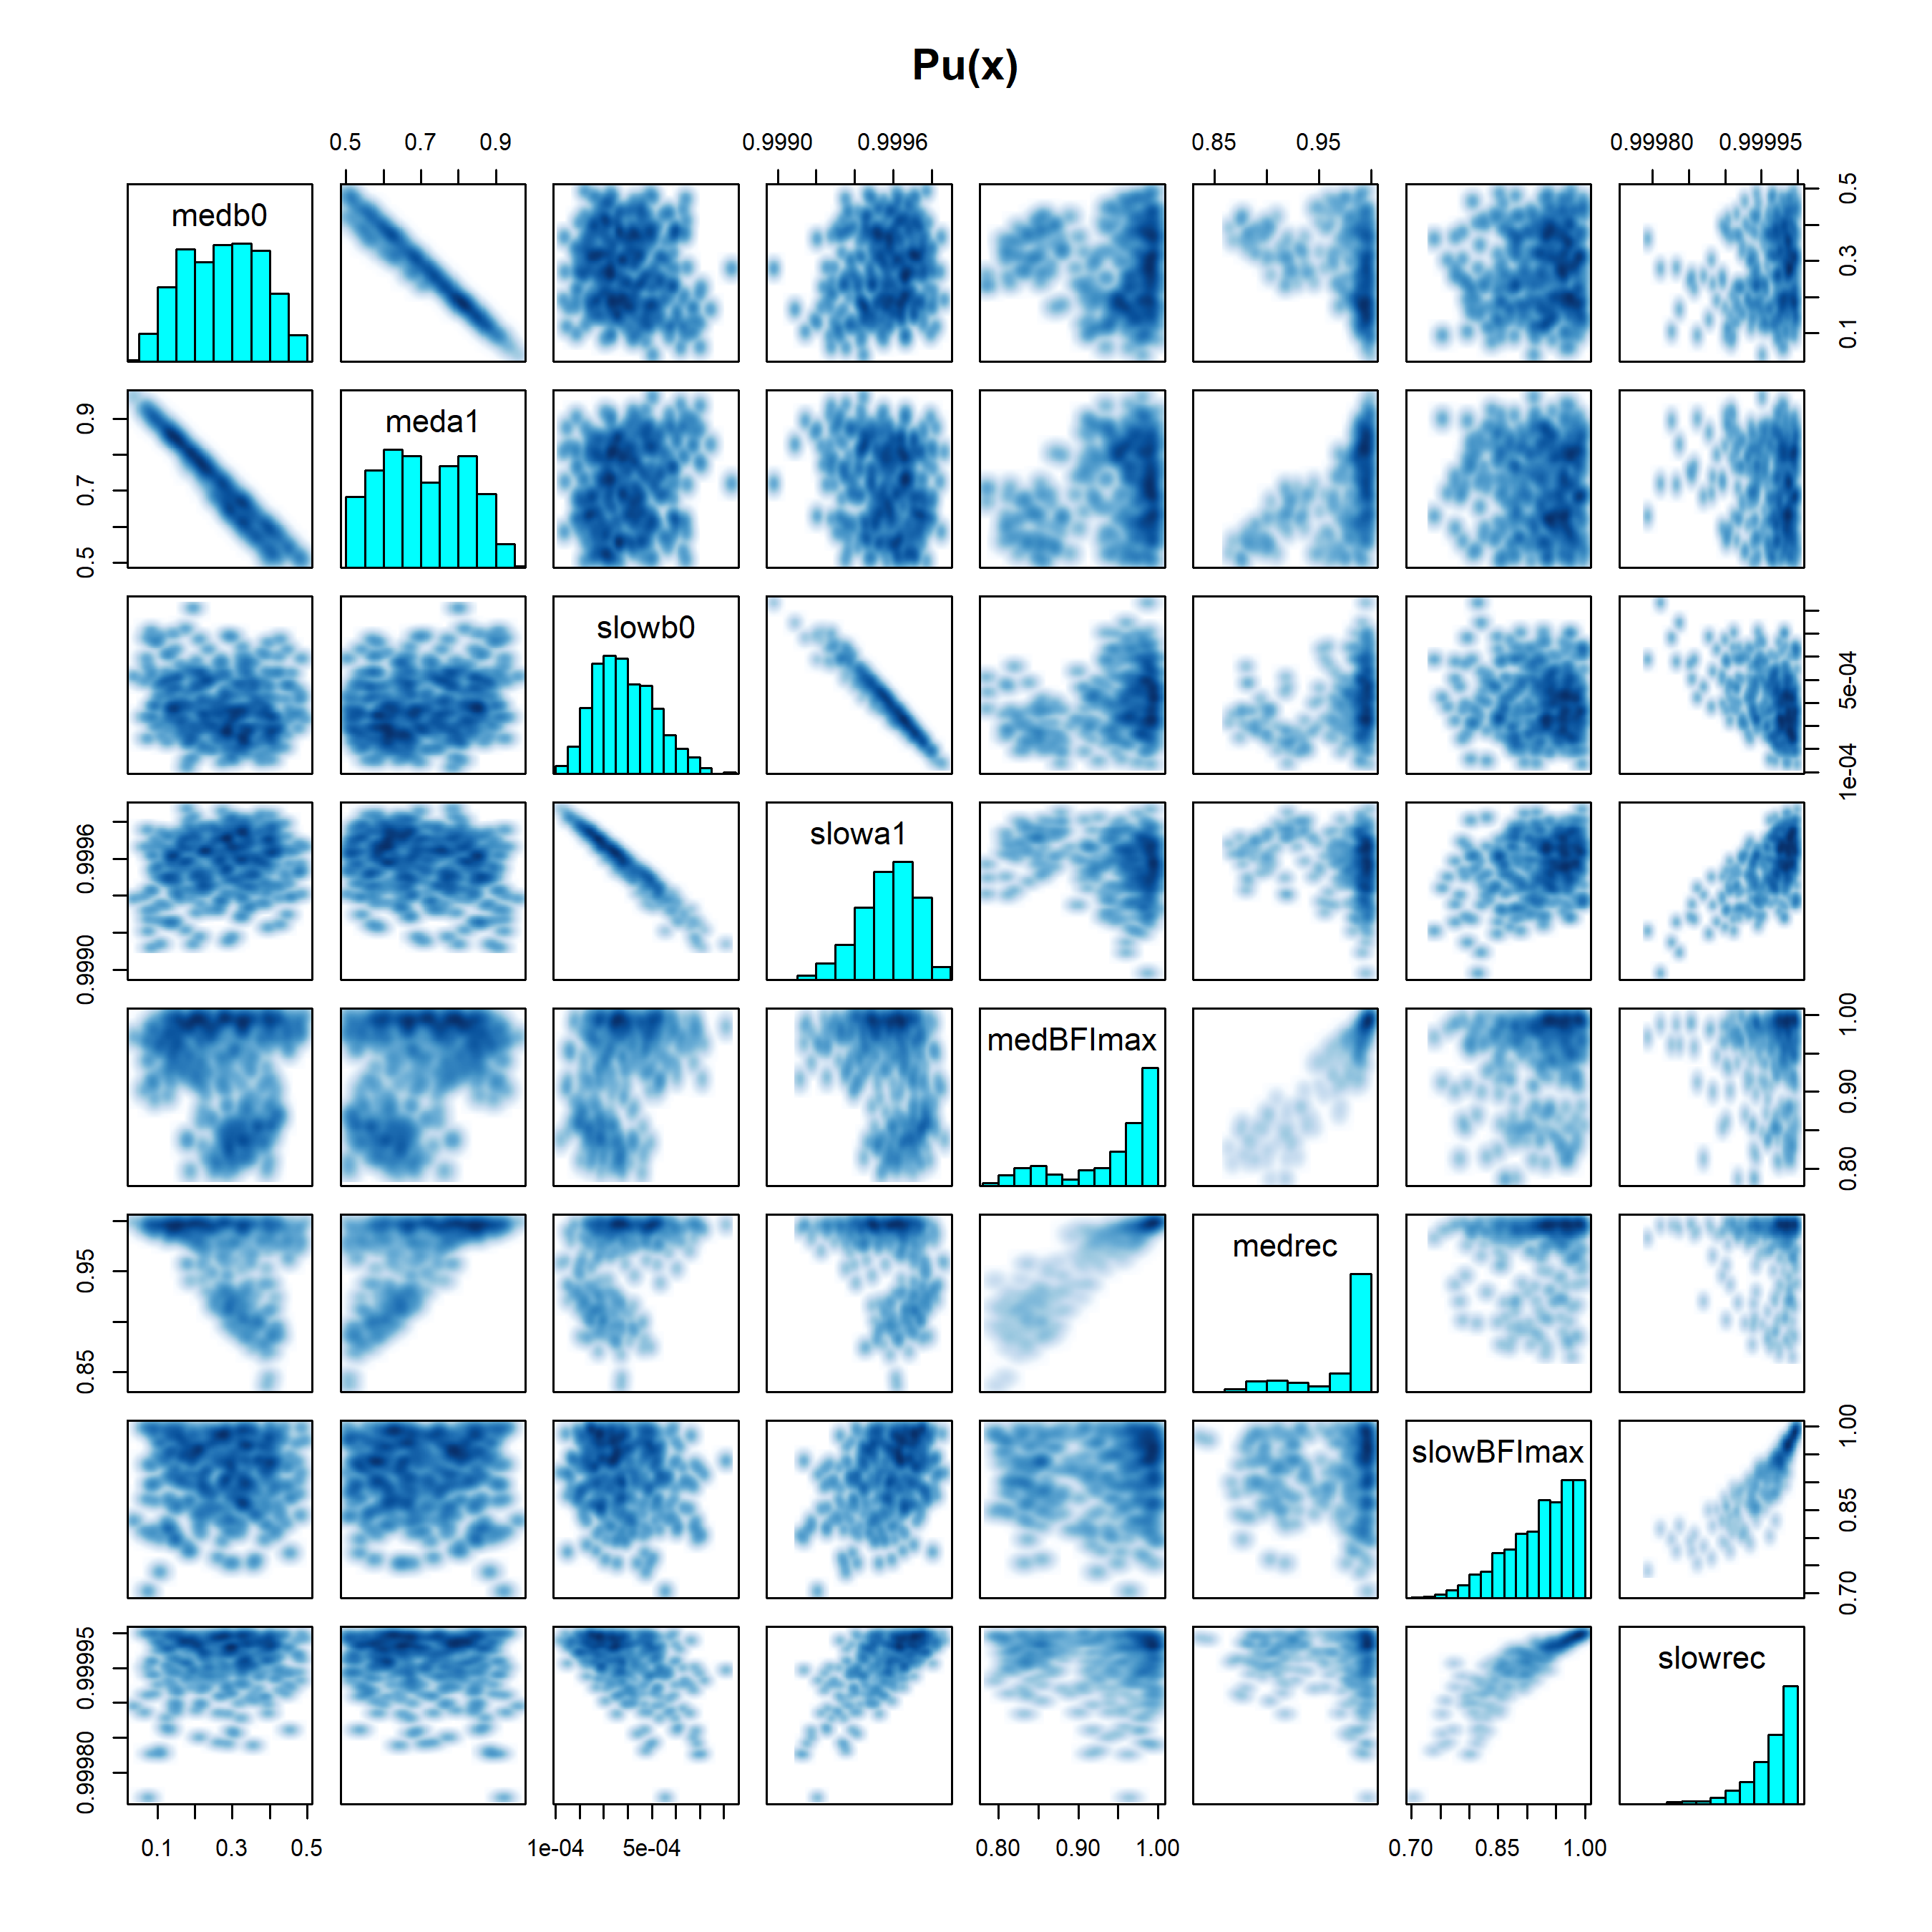 Pu(x)
0.5 0.7 0.9 0.9990 0.9996 0.85 0.95 0.99980 0.99995
medb0 0.1 0.3 0.5
0.5 0.7 0.9 meda1
slowb0 1e-04 5e-04
0.9990 0.9996 slowa1
medBFImax 0.80 0.90 1.00
0.85 0.95 medrec
slowBFImax 0.70 0.85 1.00
0.99980 0.99995 slowrec
0.1 0.3 0.5 1e-04 5e-04 0.80 0.90 1.00 0.70 0.85 1.00